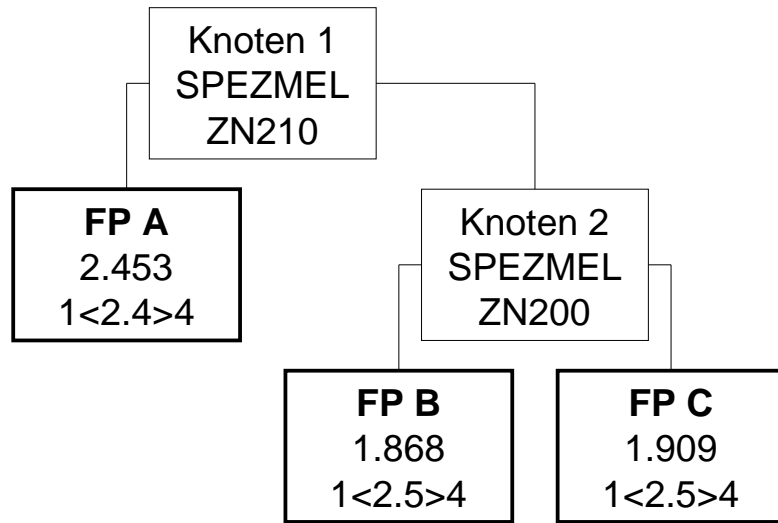 Knoten 1
SPEZMEL
ZN210
FP A
2.453
1<2.4>4
Knoten 2
SPEZMEL
ZN200
FP B
1.868
1<2.5>4
FP C
1.909
1<2.5>4